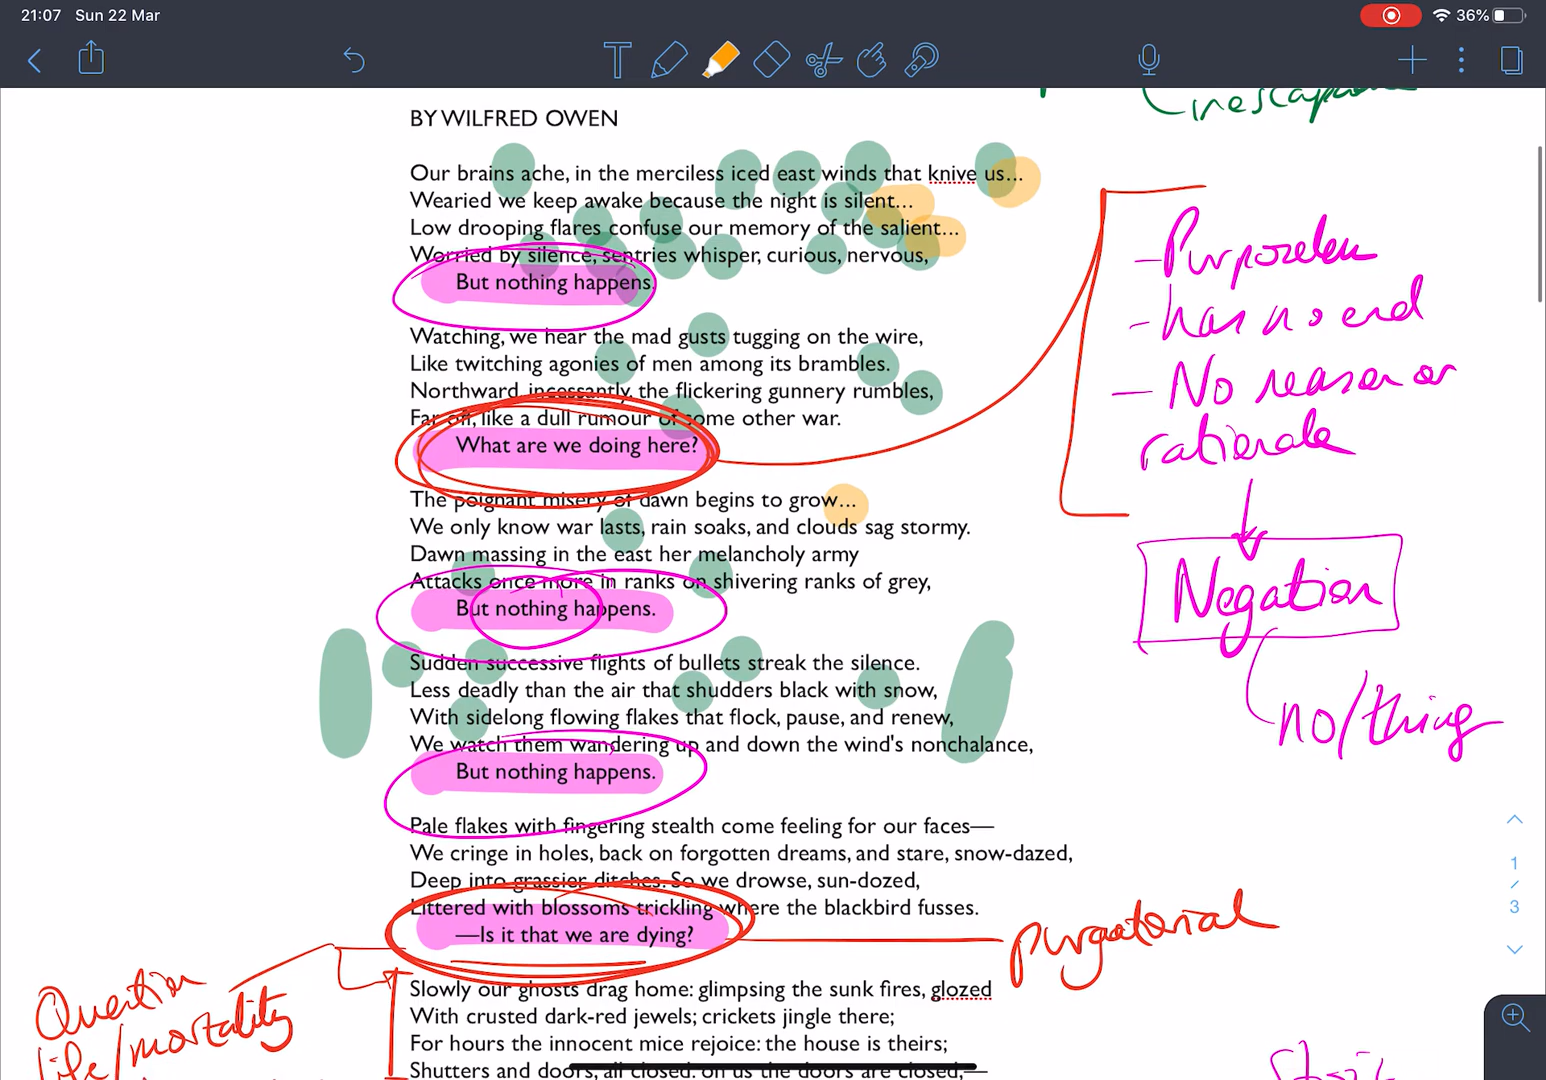 21:07 Sun 22 Mar
36%
BY WILFRED OWEN
Our brains ache, in the merciless iced east winds that knive us...
Wearied we keep awake because the night is silent...
Low drooping flares confuse our memory of the salient...
Worried by silence, sentries whisper, curious, nervous,
But nothing happens.
Watching, we hear the mad gusts tugging on the wire,
Like twitching agonies of men among its brambles.
Northward, incessantly, the flickering gunnery rumbles,
Far off, like a dull rumour of some other war.
What are we doing here?
The poignant misery of dawn begins to grow...
We only know war lasts, rain soaks, and clouds sag stormy.
Dawn massing in the east her melancholy army
Attacks once more in ranks on shivering ranks of grey,
But nothing happens.
Sudden successive flights of bullets streak the silence.
Less deadly than the air that shudders black with snow,
With sidelong flowing flakes that flock, pause, and renew,
We watch them wandering up and down the wind's nonchalance,
But nothing happens.
Pale flakes with fingering stealth come feeling for our faces—
We cringe in holes, back on forgotten dreams, and stare, snow-dazed,
Deep into grassier ditches. So we drowse, sun-dozed,
Littered with blossoms trickling where the blackbird fusses.
—Is it that we are dying?
Slowly our ghosts drag home: glimpsing the sunk fires, glozed
With crusted dark-red jewels; crickets jingle there;
For hours the innocent mice rejoice: the house is theirs;
Shutters and doors, all closed: on us the doors are closed,—
- Purposeless
- has no end
- No reason or
rationale
Negation
no/thing
purgatorial
Question
life/mortality
1
/
3